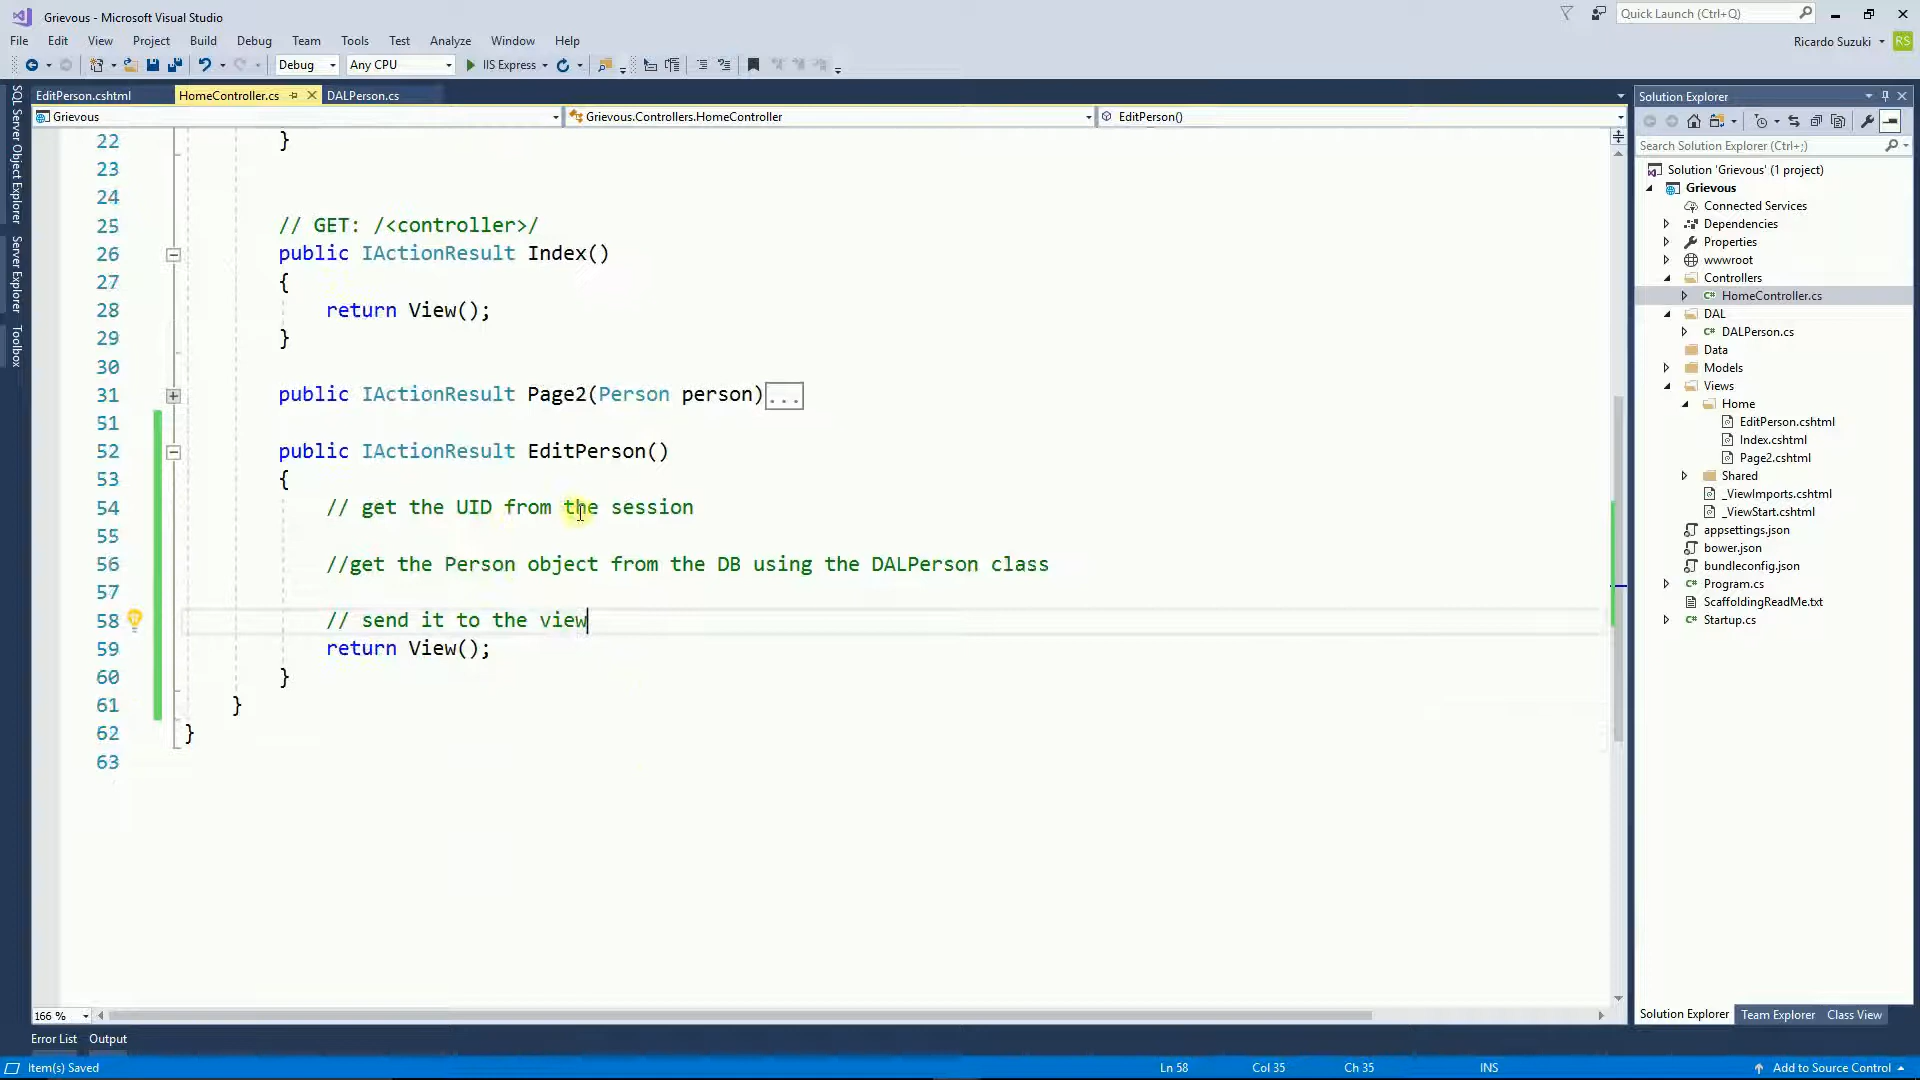 Grievous - Microsoft Visual Studio
Quick Launch (Ctrl+Q)
File Edit View Project Build Debug Team Tools Test Analyze Window Help
Ricardo Suzuki RS
Debug Any CPU IIS Express
EditPerson.cshtml HomeController.cs DALPerson.cs
Grievous Grievous.Controllers.HomeController EditPerson()
SQL Server Object Explorer
Server Explorer
Toolbox
22 }
23
24
25 // GET: /<controller>/
26 public IActionResult Index()
27 {
28 return View();
29 }
30
31 public IActionResult Page2(Person person)...
51
52 public IActionResult EditPerson()
53 {
54 // get the UID from the session
55
56 //get the Person object from the DB using the DALPerson class
57
58 // send it to the view
59 return View();
60 }
61 }
62 }
63
166 %
Error List Output
Item(s) Saved
Ln 58 Col 35 Ch 35 INS
Add to Source Control
Solution Explorer
Search Solution Explorer (Ctrl+;)
Solution 'Grievous' (1 project)
Grievous
Connected Services
Dependencies
Properties
wwwroot
Controllers
C# HomeController.cs
DAL
C# DALPerson.cs
Data
Models
Views
Home
EditPerson.cshtml
Index.cshtml
Page2.cshtml
Shared
_ViewImports.cshtml
_ViewStart.cshtml
appsettings.json
bower.json
bundleconfig.json
C# Program.cs
ScaffoldingReadMe.txt
C# Startup.cs
Solution Explorer Team Explorer Class View